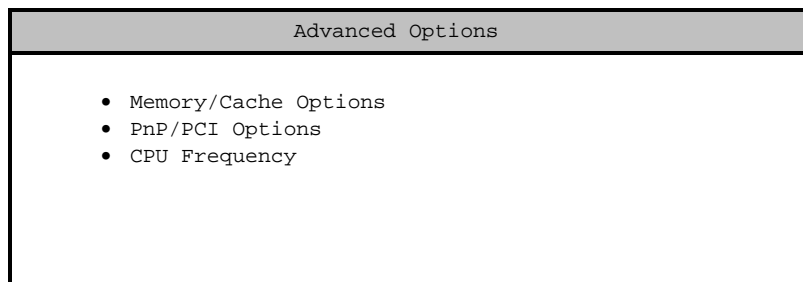 Advanced Options
• Memory/Cache Options
• PnP/PCI Options
• CPU Frequency